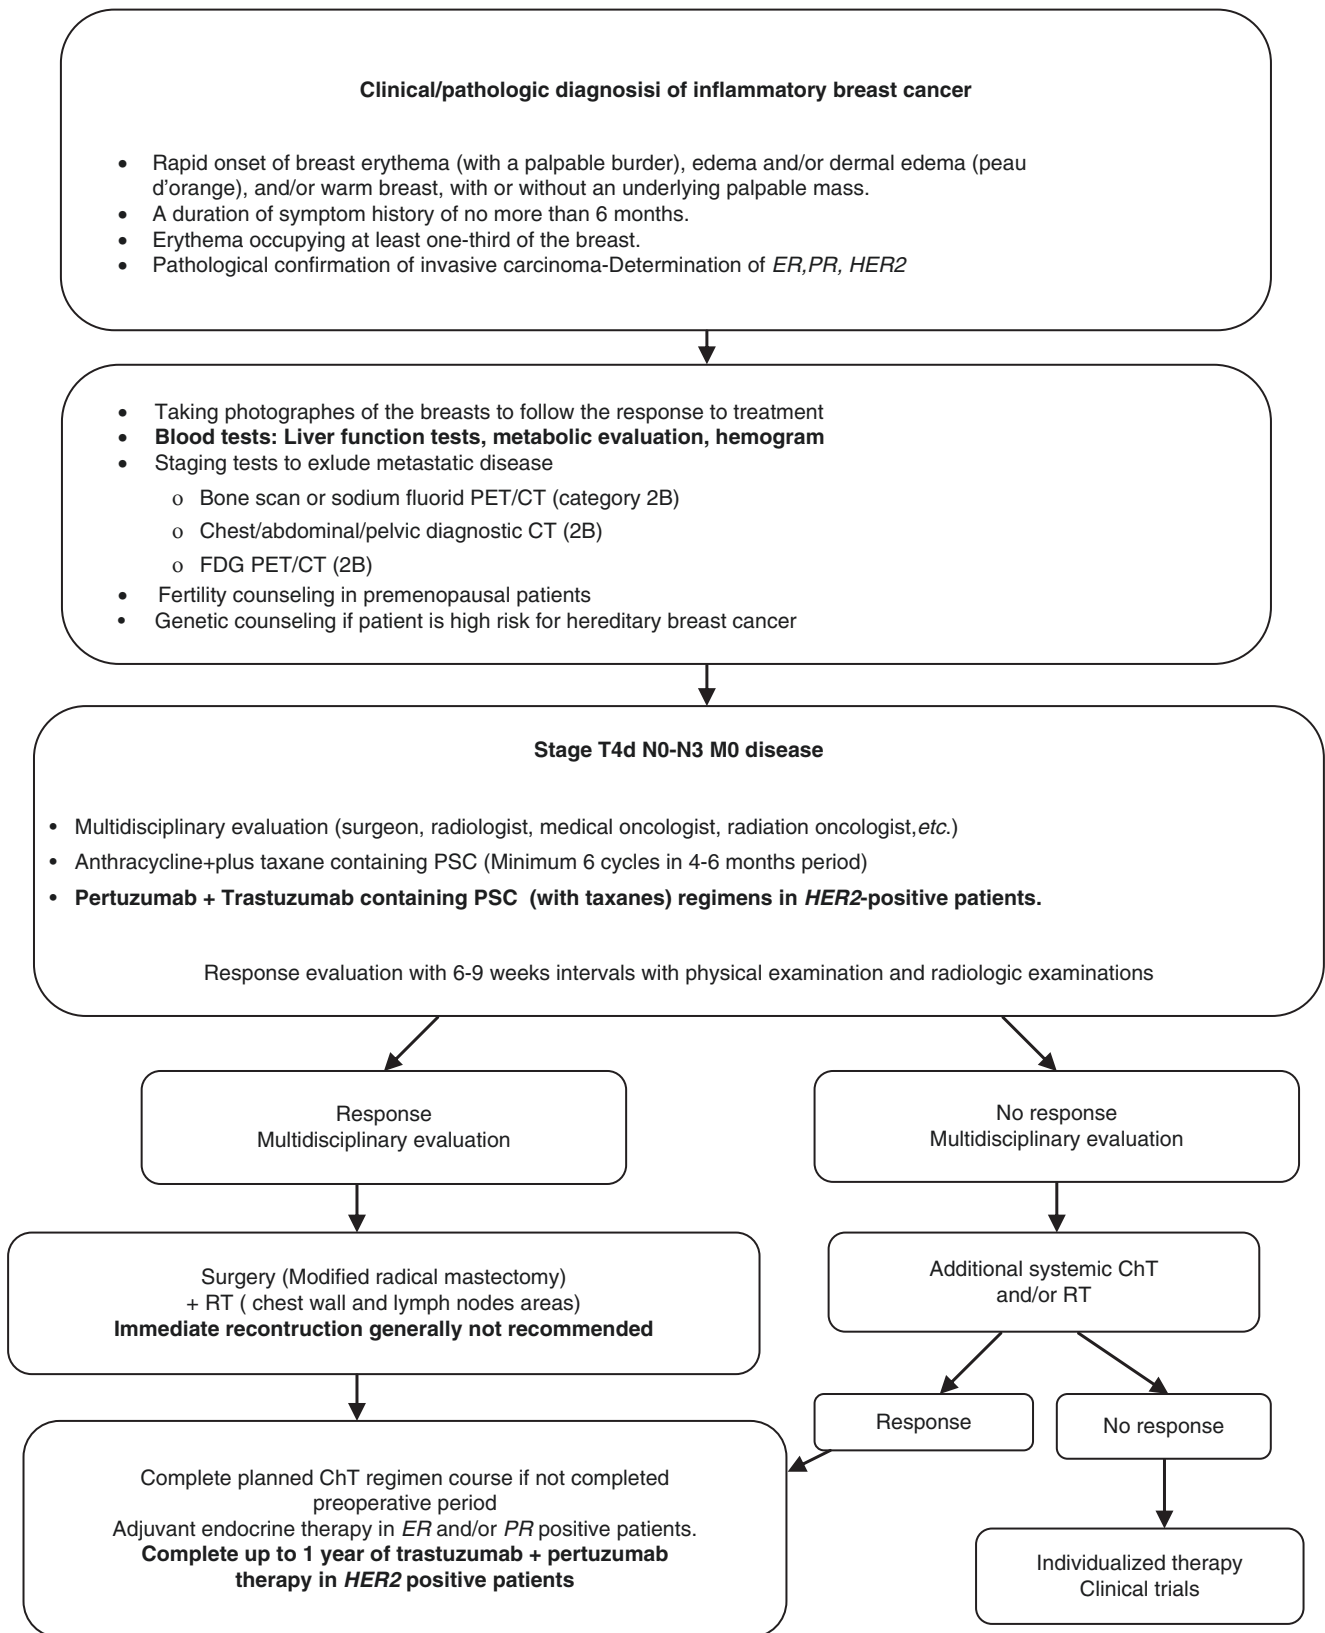 Clinical/pathologic diagnosisi of inflammatory breast cancer
• Rapid onset of breast erythema (with a palpable burder), edema and/or dermal edema (peau
d'orange), and/or warm breast, with or without an underlying palpable mass.
• A duration of symptom history of no more than 6 months.
• Erythema occupying at least one-third of the breast.
• Pathological confirmation of invasive carcinoma-Determination of ER,PR, HER2
• Taking photographes of the breasts to follow the response to treatment
• Blood tests: Liver function tests, metabolic evaluation, hemogram
• Staging tests to exlude metastatic disease
o Bone scan or sodium fluorid PET/CT (category 2B)
o Chest/abdominal/pelvic diagnostic CT (2B)
o FDG PET/CT (2B)
• Fertility counseling in premenopausal patients
• Genetic counseling if patient is high risk for hereditary breast cancer
Stage T4d N0-N3 M0 disease
• Multidisciplinary evaluation (surgeon, radiologist, medical oncologist, radiation oncologist,etc.)
• Anthracycline+plus taxane containing PSC (Minimum 6 cycles in 4-6 months period)
• Pertuzumab + Trastuzumab containing PSC (with taxanes) regimens in HER2-positive patients.
Response evaluation with 6-9 weeks intervals with physical examination and radiologic examinations
Response
Multidisciplinary evaluation
No response
Multidisciplinary evaluation
Surgery (Modified radical mastectomy)
+ RT ( chest wall and lymph nodes areas)
Immediate recontruction generally not recommended
Additional systemic ChT
and/or RT
Response
No response
Complete planned ChT regimen course if not completed
preoperative period
Adjuvant endocrine therapy in ER and/or PR positive patients.
Complete up to 1 year of trastuzumab + pertuzumab
therapy in HER2 positive patients
Individualized therapy
Clinical trials